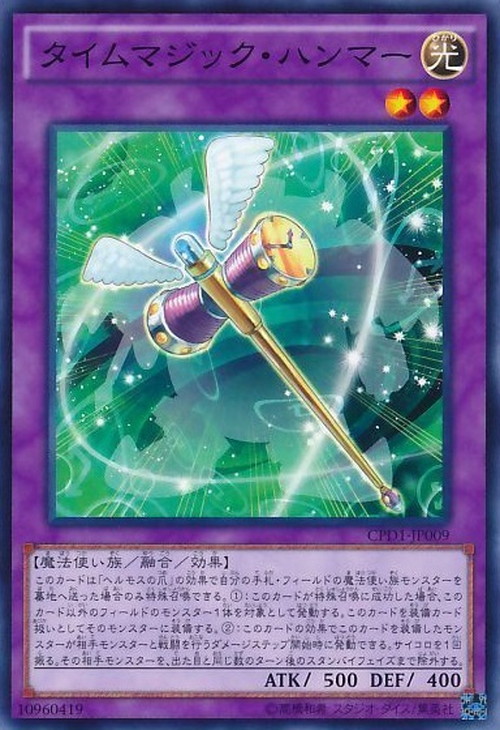 タイムマジック・ハンマー
光
CPD1-JP009
【魔法使い族／融合／効果】
このカードは「ヘルモスの爪」の効果で自分の手札・フィールドの魔法使い族モンスターを
墓地へ送った場合のみ特殊召喚できる。①：このカードが特殊召喚に成功した場合、この
カード以外のフィールドのモンスター１体を対象として発動する。このカードを装備カード
扱いとしてそのモンスターに装備する。②：このカードの効果でこのカードを装備したモン
スターが相手モンスターと戦闘を行うダメージステップ開始時に発動できる。サイコロを１回
振る。その相手モンスターを、出た目と同じ数のターン後のスタンバイフェイズまで除外する。
ATK/ 500 DEF/ 400
10960419
©高橋和希 スタジオ・ダイス/集英社